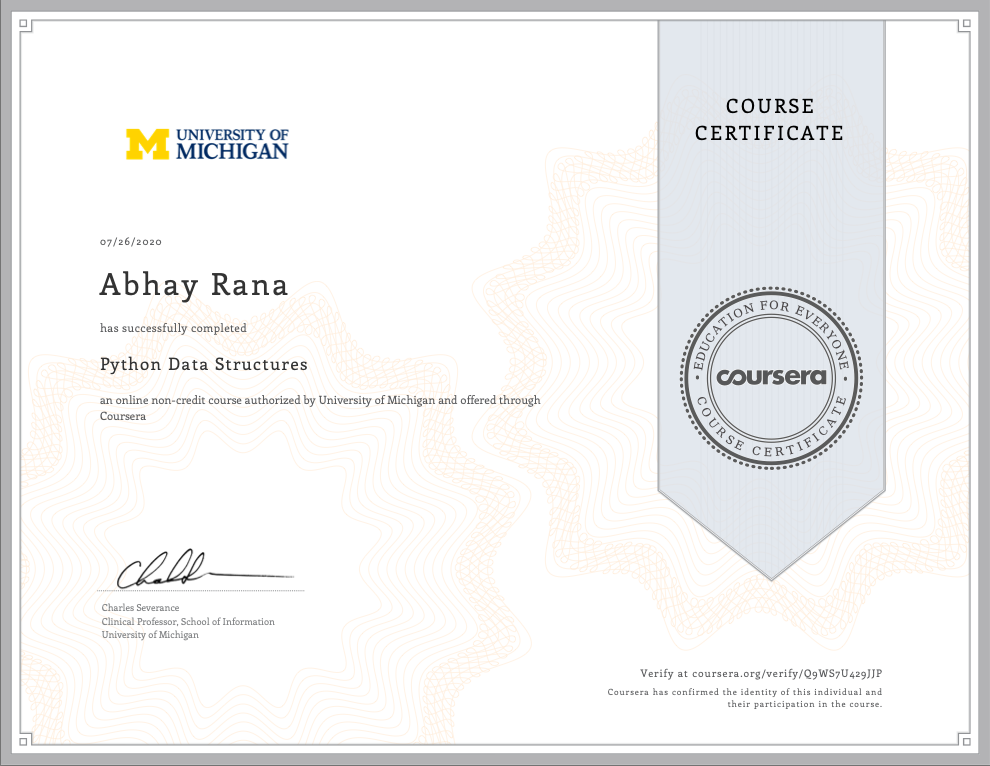 COURSE
CERTIFICATE
UNIVERSITY OF
MICHIGAN
07/26/2020
Abhay Rana
has successfully completed
Python Data Structures
an online non-credit course authorized by University of Michigan and offered through
Coursera
EDUCATION FOR EVERYONE
coursera
COURSE CERTIFICATE
Charles Severance
Clinical Professor, School of Information
University of Michigan
Verify at coursera.org/verify/Q9WS7U429JJP
Coursera has confirmed the identity of this individual and
their participation in the course.